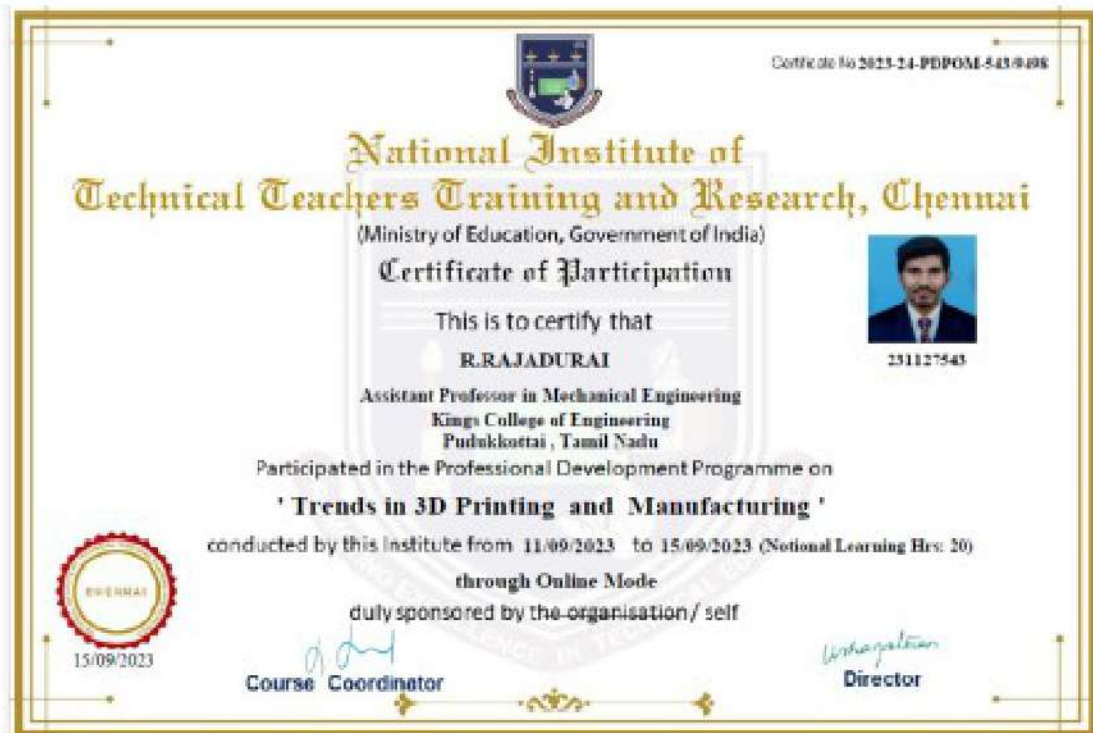 Certificate No 2023-24-PDPOM-543/9498
National Institute of
Technical Teachers Training and Research, Chennai
(Ministry of Education, Government of India)
Certificate of Participation
This is to certify that
R.RAJADURAI
231127543
Assistant Professor in Mechanical Engineering
Kings College of Engineering
Pudukkottai , Tamil Nadu
Participated in the Professional Development Programme on
' Trends in 3D Printing and Manufacturing '
conducted by this Institute from 11/09/2023 to 15/09/2023 (Notional Learning Hrs: 20)
through Online Mode
duly sponsored by the organisation / self
CHENNAI
15/09/2023
Course Coordinator
Director